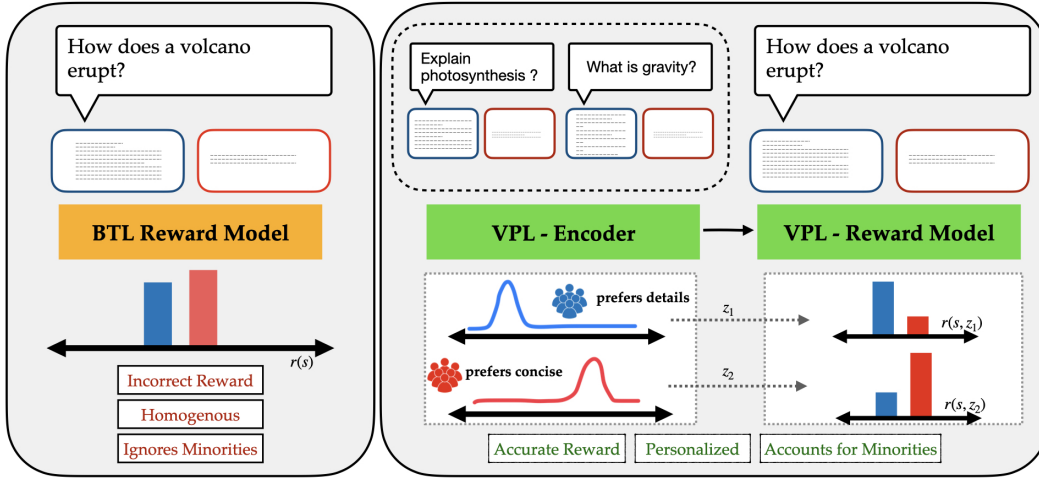 How does a volcano
erupt?
BTL Reward Model
r(s)
Incorrect Reward
Homogenous
Ignores Minorities
Explain
photosynthesis ?
What is gravity?
How does a volcano
erupt?
VPL - Encoder
VPL - Reward Model
prefers details
z₁
r(s, z₁)
prefers concise
z₂
r(s, z₂)
Accurate Reward
Personalized
Accounts for Minorities